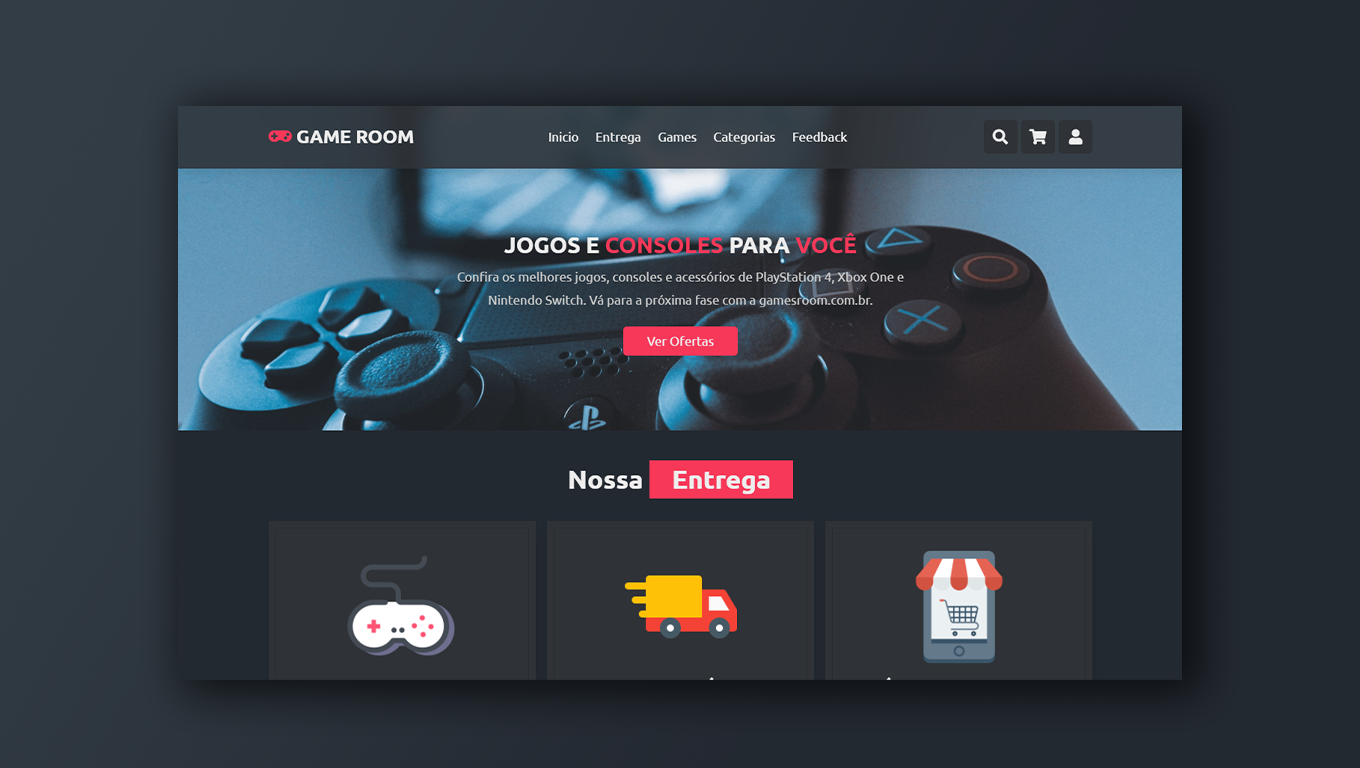 GAME ROOM
Inicio Entrega Games Categorias Feedback
JOGOS E CONSOLES PARA VOCÊ
Confira os melhores jogos, consoles e acessórios de PlayStation 4, Xbox One e
Nintendo Switch. Vá para a próxima fase com a gamesroom.com.br.
Ver Ofertas
Nossa Entrega